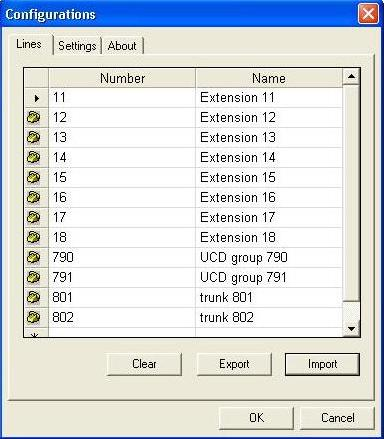 Configurations
Lines Settings About
Number Name
11 Extension 11
12 Extension 12
13 Extension 13
14 Extension 14
15 Extension 15
16 Extension 16
17 Extension 17
18 Extension 18
790 UCD group 790
791 UCD group 791
801 trunk 801
802 trunk 802
Clear Export Import
OK Cancel